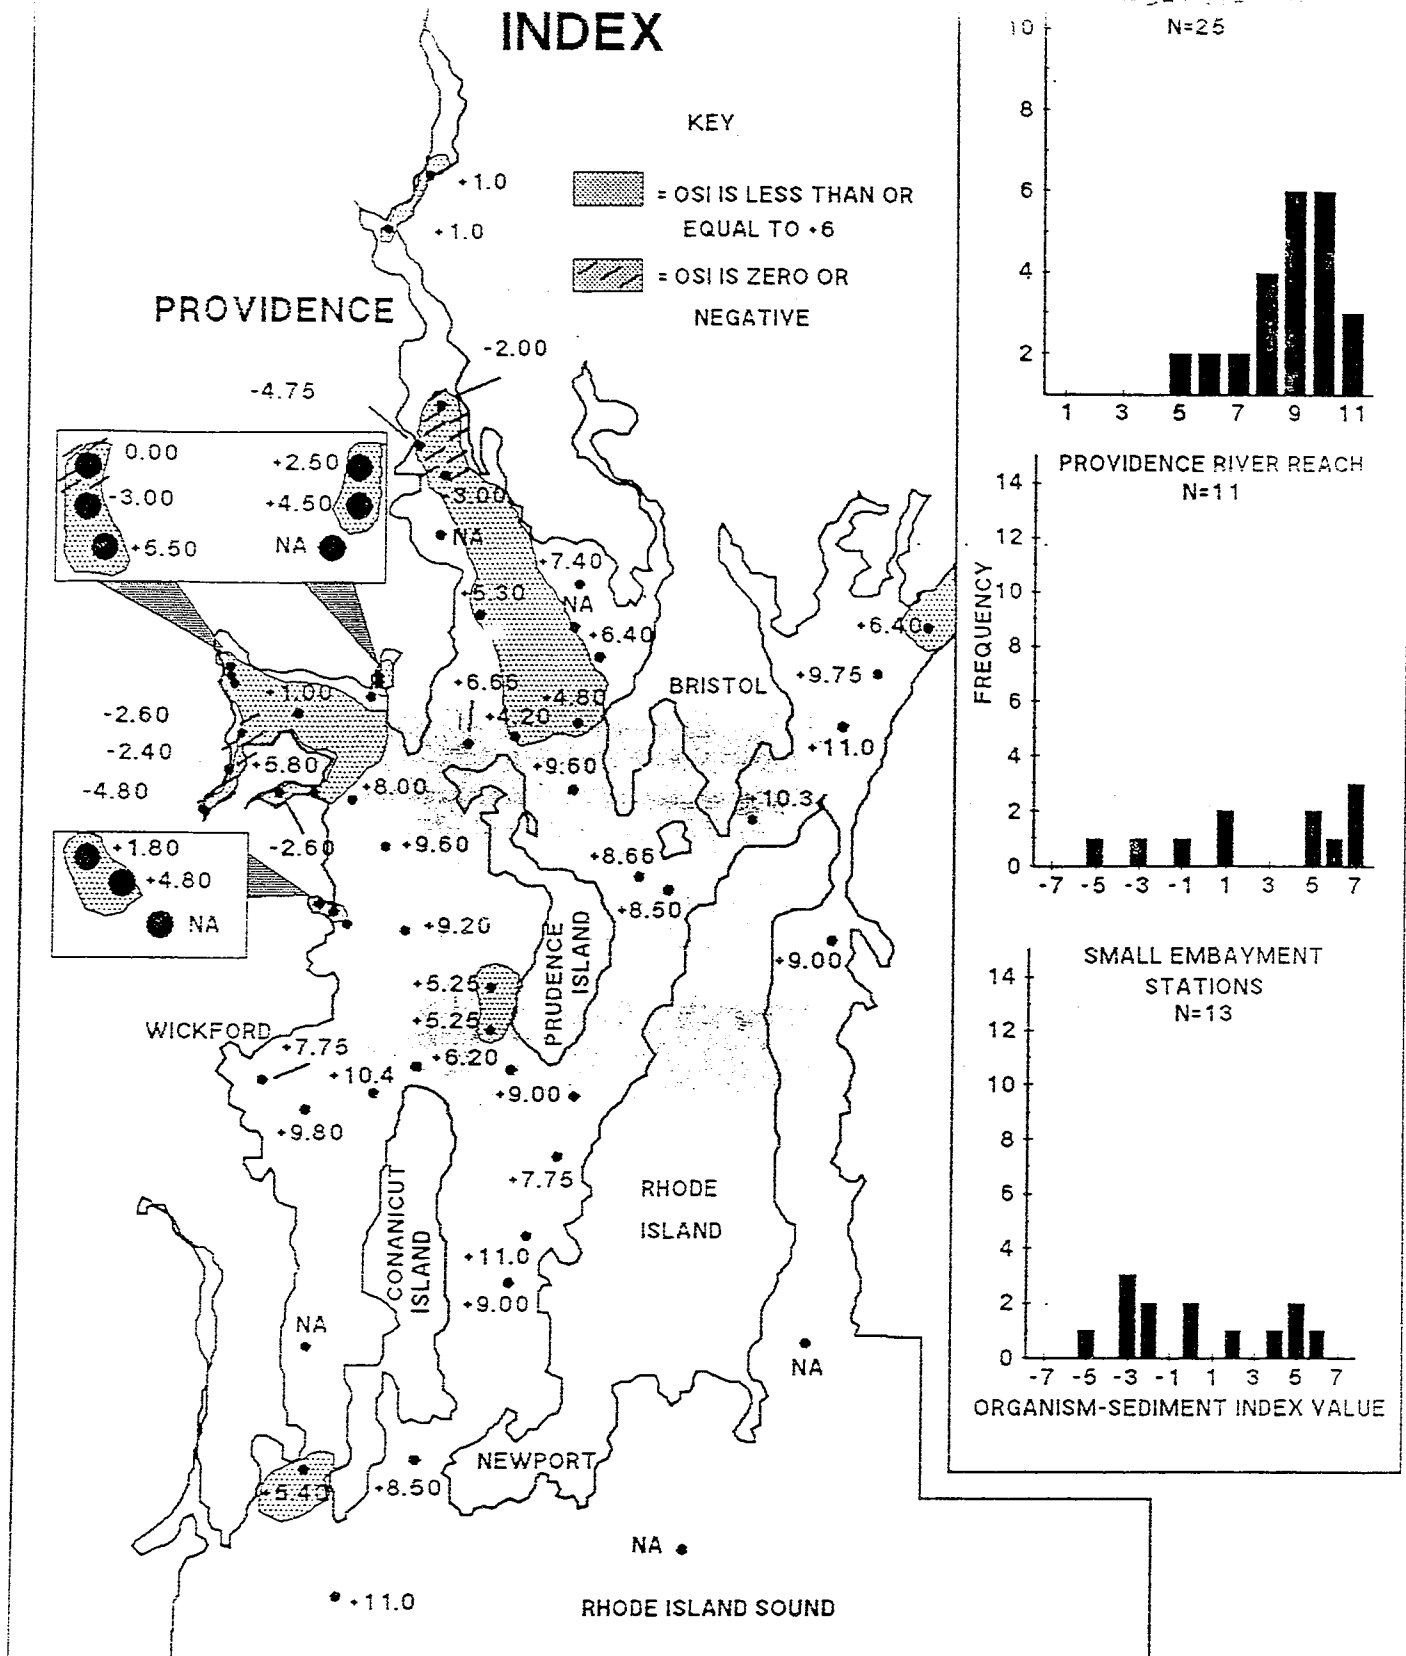 INDEX
KEY
= OSI IS LESS THAN OR
EQUAL TO +6
= OSI IS ZERO OR
NEGATIVE
+1.0
+1.0
PROVIDENCE
-2.00
-4.75
0.00
-3.00
+5.50
+2.50
+4.50
NA
-3.00
NA
+7.40
+5.30
NA
+6.40
+6.40
+9.75
BRISTOL
+6.65
+4.80
+4.20
+1.00
-2.60
-2.40
+5.80
-4.80
+11.0
+9.60
+8.00
+10.3
-2.60
+9.60
+8.66
+1.80
+4.80
NA
+8.50
+9.20
PRUDENCE
ISLAND
+9.00
+5.25
+5.25
WICKFORD
+7.75
+6.20
+10.4
+9.00
+9.80
+7.75
RHODE
ISLAND
CONANICUT
ISLAND
+11.0
+9.00
NA
NA
NEWPORT
+5.40
+8.50
NA
+11.0
RHODE ISLAND SOUND
N=25
10
8
6
4
2
1 3 5 7 9 11
PROVIDENCE RIVER REACH
N=11
FREQUENCY
14
12
10
8
6
4
2
0
-7 -5 -3 -1 1 3 5 7
SMALL EMBAYMENT
STATIONS
N=13
14
12
10
8
6
4
2
0
-7 -5 -3 -1 1 3 5 7
ORGANISM-SEDIMENT INDEX VALUE